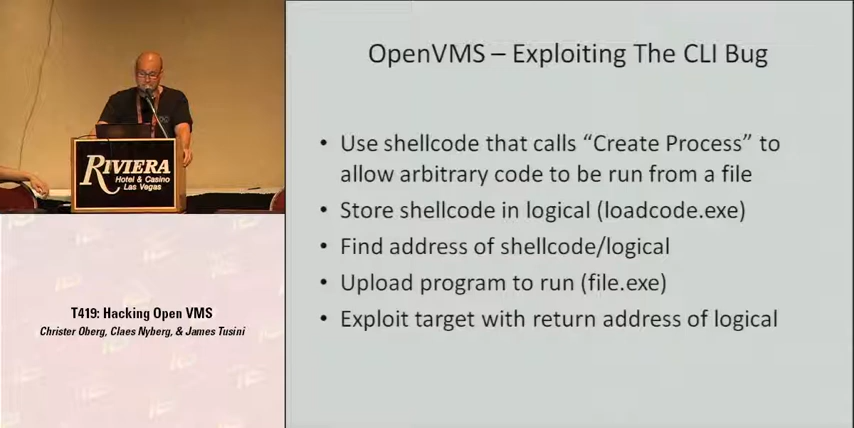 RIVIERA
Hotel & Casino
Las Vegas
T419: Hacking Open VMS
Christer Oberg, Claes Nyberg, & James Tusini
OpenVMS – Exploiting The CLI Bug
• Use shellcode that calls “Create Process” to
allow arbitrary code to be run from a file
• Store shellcode in logical (loadcode.exe)
• Find address of shellcode/logical
• Upload program to run (file.exe)
• Exploit target with return address of logical